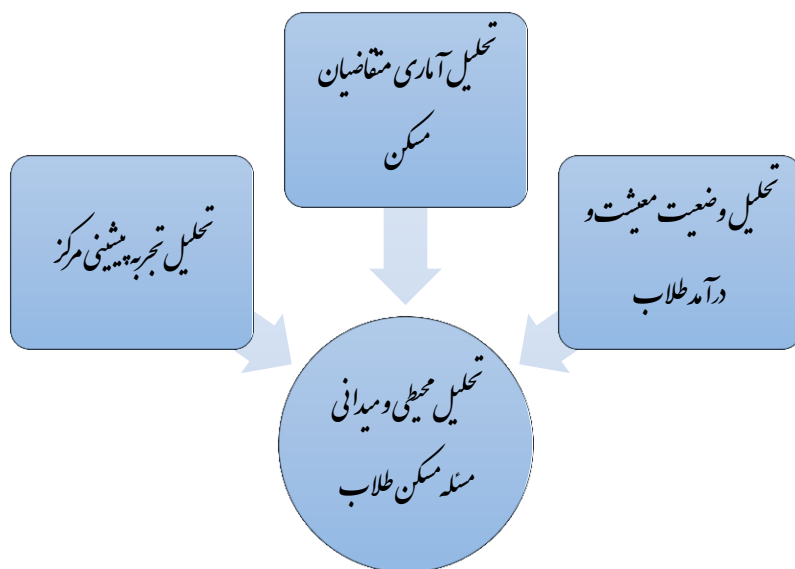 تحلیل آماری متقاضیان
مسکن
تحلیل وضعیت معیشت و
درآمد طلاب
تحلیل تجربه پیشینی مرکز
تحلیل محیطی و میدانی
مسئله مسکن طلاب